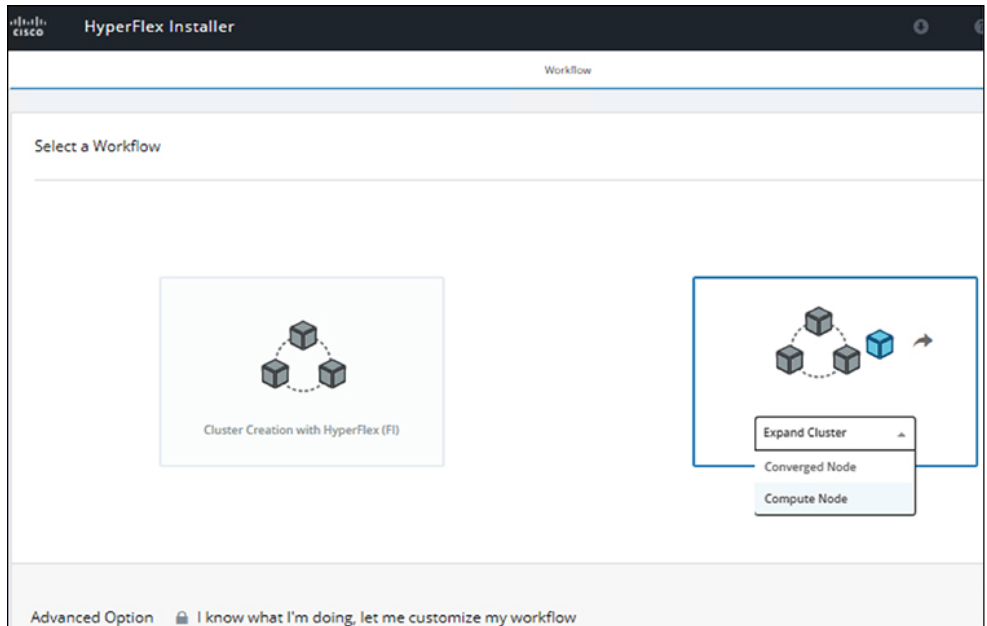 cisco
HyperFlex Installer
Workflow
Select a Workflow
Cluster Creation with HyperFlex (FI)
Expand Cluster
Converged Node
Compute Node
Advanced Option I know what I'm doing, let me customize my workflow